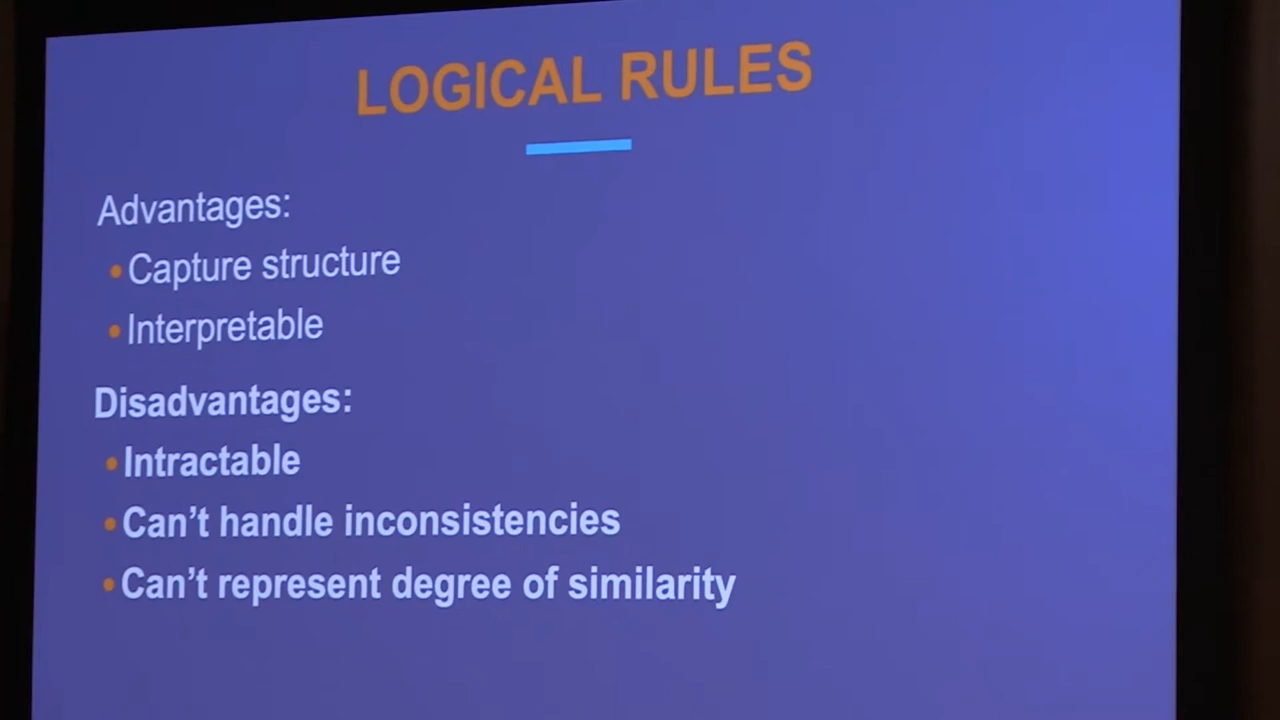 LOGICAL RULES
Advantages:
•Capture structure
•Interpretable
Disadvantages:
•Intractable
•Can't handle inconsistencies
•Can't represent degree of similarity